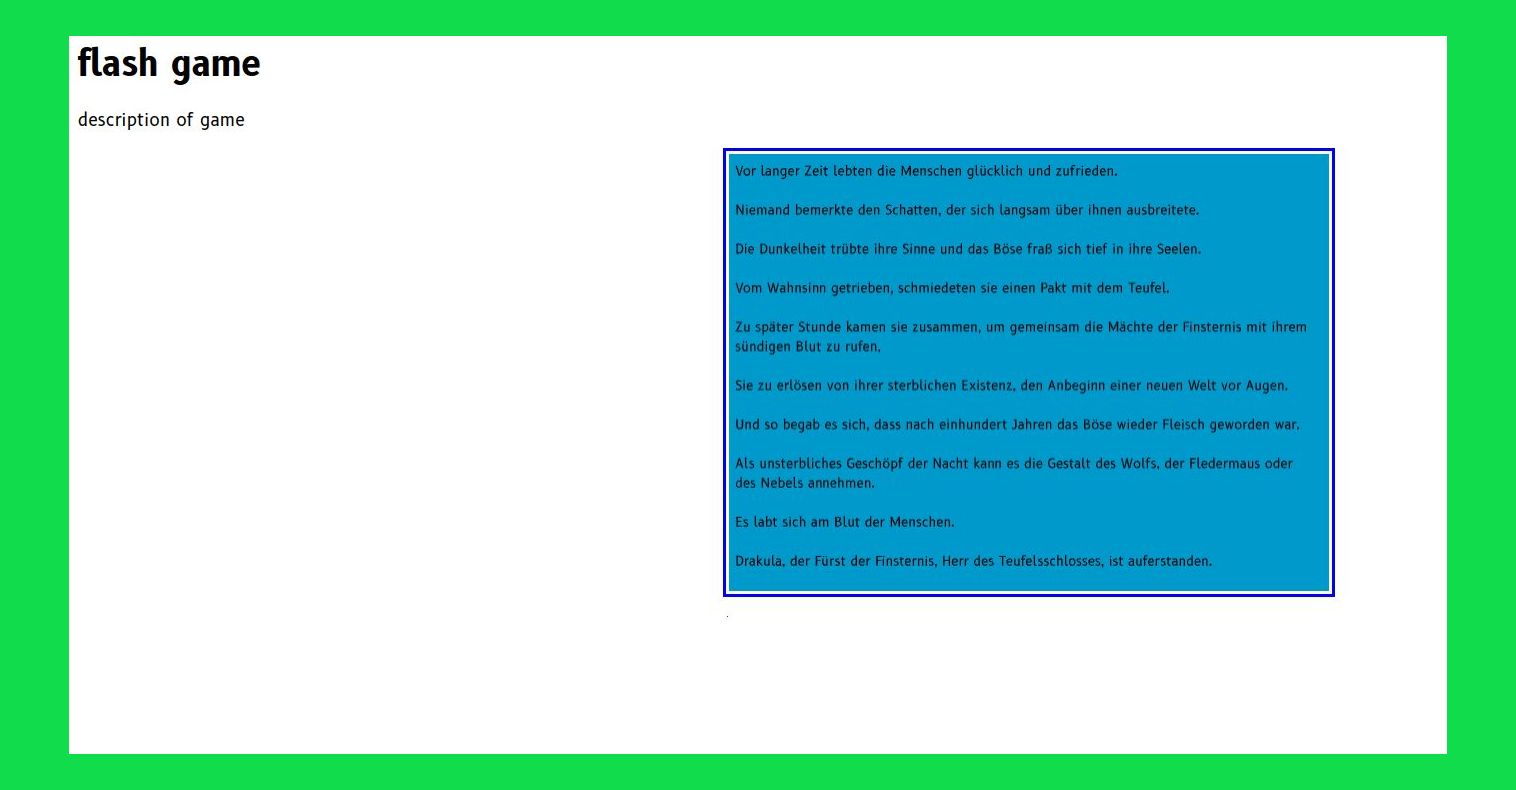 flash game
description of game
Vor langer Zeit lebten die Menschen glücklich und zufrieden.
Niemand bemerkte den Schatten, der sich langsam über ihnen ausbreitete.
Die Dunkelheit trübte ihre Sinne und das Böse fraß sich tief in ihre Seelen.
Vom Wahnsinn getrieben, schmiedeten sie einen Pakt mit dem Teufel.
Zu später Stunde kamen sie zusammen, um gemeinsam die Mächte der Finsternis mit ihrem
sündigen Blut zu rufen,
Sie zu erlösen von ihrer sterblichen Existenz, den Anbeginn einer neuen Welt vor Augen.
Und so begab es sich, dass nach einhundert Jahren das Böse wieder Fleisch geworden war.
Als unsterbliches Geschöpf der Nacht kann es die Gestalt des Wolfs, der Fledermaus oder
des Nebels annehmen.
Es labt sich am Blut der Menschen.
Drakula, der Fürst der Finsternis, Herr des Teufelsschlosses, ist auferstanden.
.